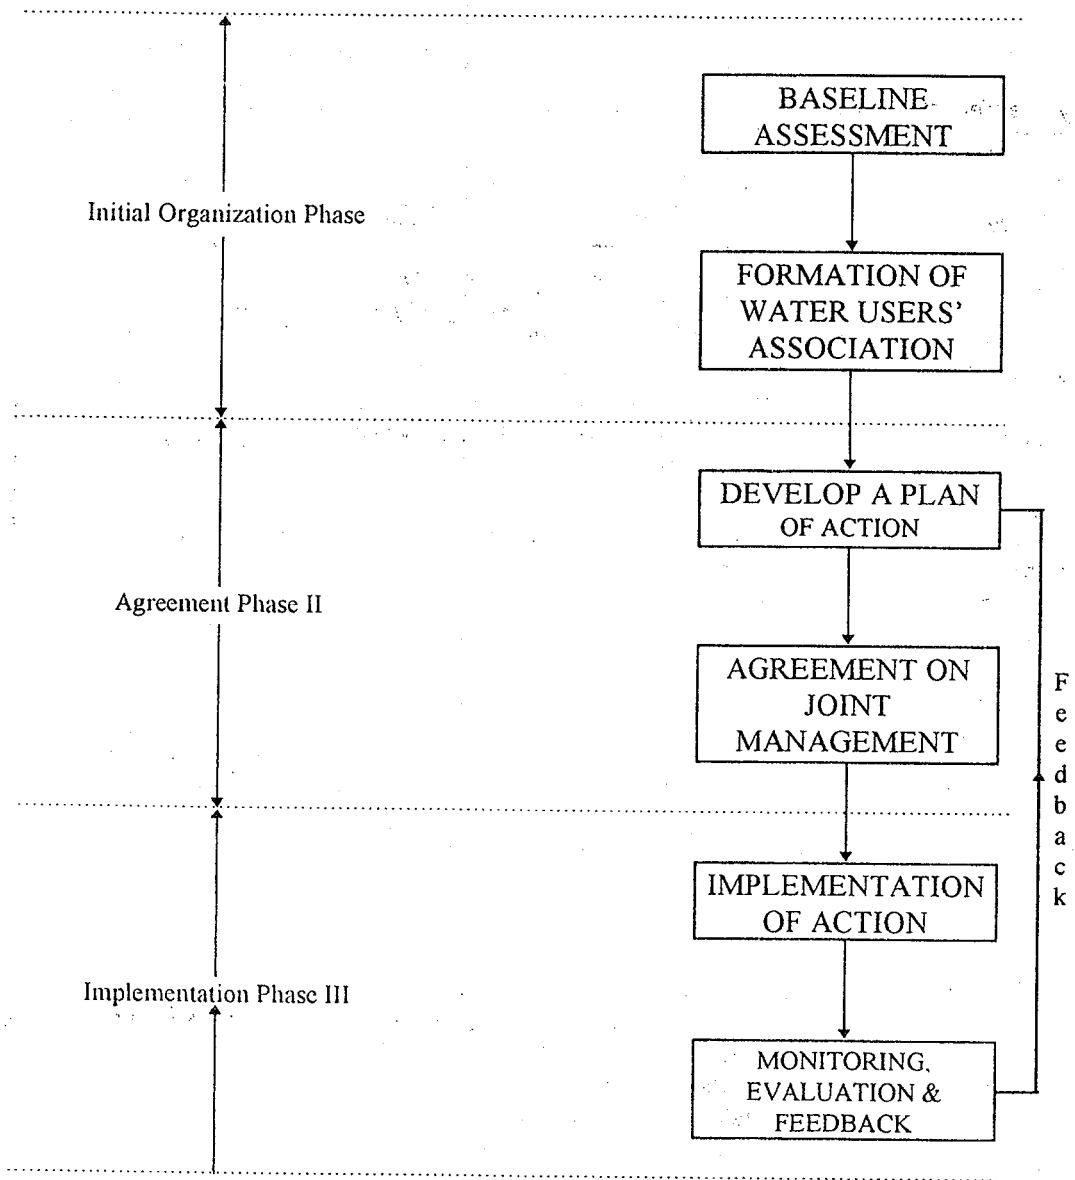 BASELINE
ASSESSMENT
Initial Organization Phase
FORMATION OF
WATER USERS'
ASSOCIATION
DEVELOP A PLAN
OF ACTION
Agreement Phase II
AGREEMENT ON
JOINT
MANAGEMENT
Feedback
IMPLEMENTATION
OF ACTION
Implementation Phase III
MONITORING,
EVALUATION &
FEEDBACK